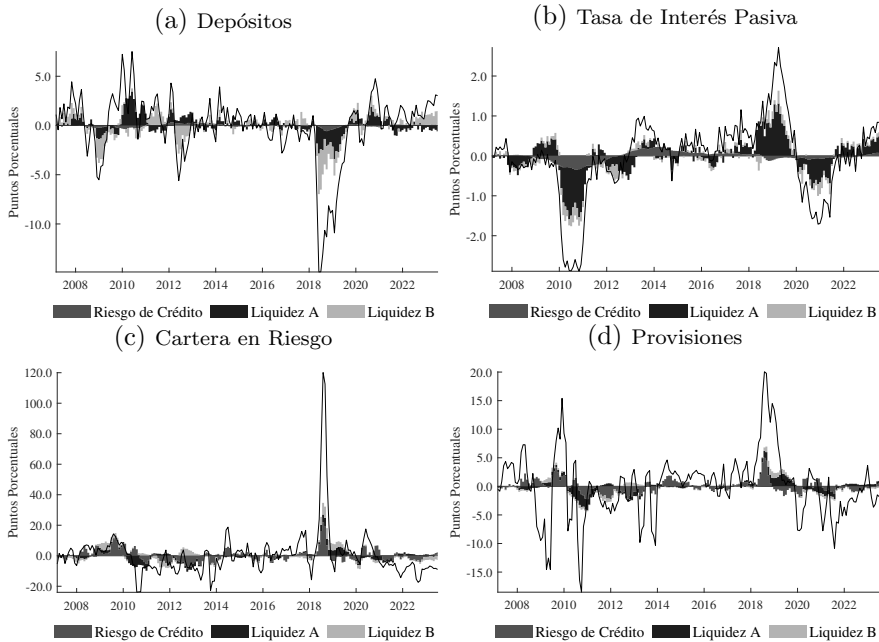 (a) Depósitos
Puntos Porcentuales
5.0
0.0
-5.0
-10.0
2008 2010 2012 2014 2016 2018 2020 2022
Riesgo de Crédito Liquidez A Liquidez B
(b) Tasa de Interés Pasiva
Puntos Porcentuales
2.0
1.0
0.0
-1.0
-2.0
2008 2010 2012 2014 2016 2018 2020 2022
Riesgo de Crédito Liquidez A Liquidez B
(c) Cartera en Riesgo
Puntos Porcentuales
120.0
100.0
80.0
60.0
40.0
20.0
0.0
-20.0
2008 2010 2012 2014 2016 2018 2020 2022
Riesgo de Crédito Liquidez A Liquidez B
(d) Provisiones
Puntos Porcentuales
20.0
15.0
10.0
5.0
0.0
-5.0
-10.0
-15.0
2008 2010 2012 2014 2016 2018 2020 2022
Riesgo de Crédito Liquidez A Liquidez B